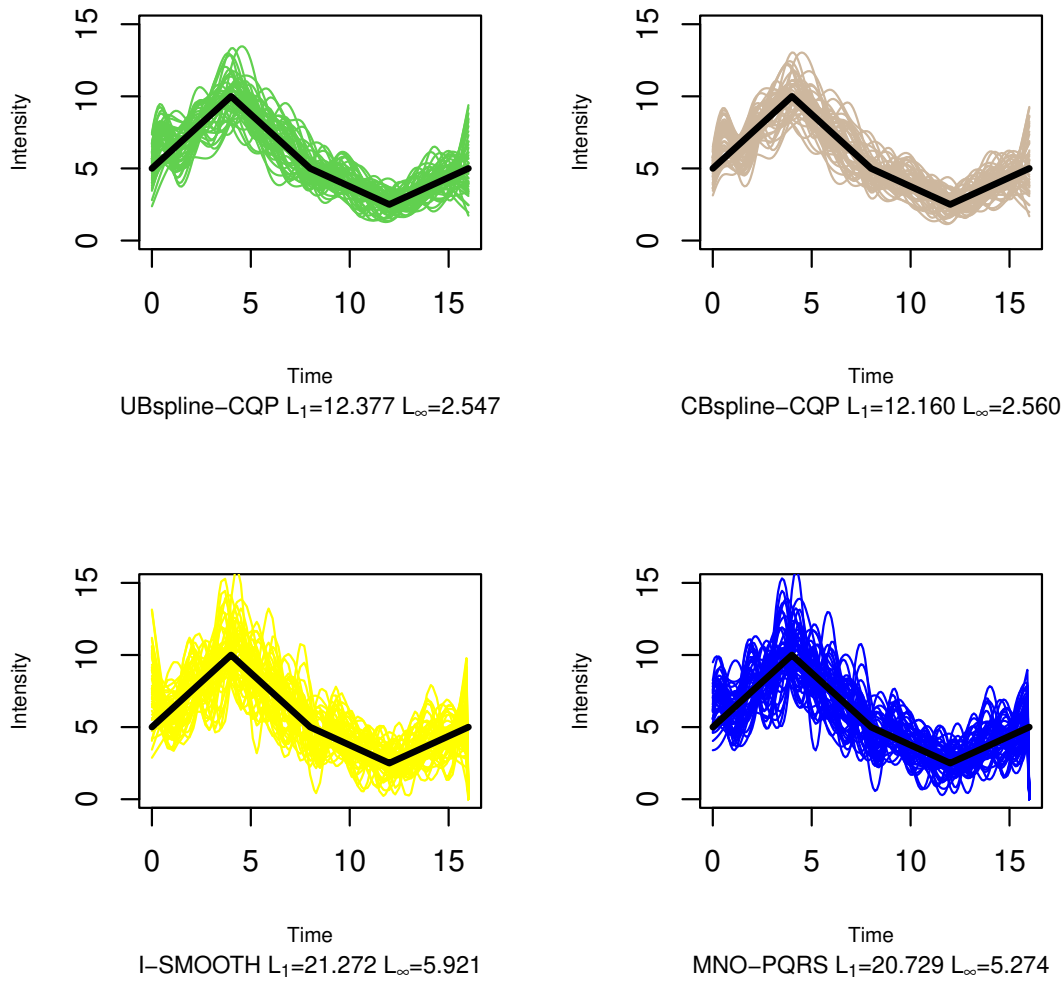 Intensity
15
10
5
0
0 5 10 15
Time
UBspline−CQP L₁=12.377 L∞=2.547
Intensity
15
10
5
0
0 5 10 15
Time
CBspline−CQP L₁=12.160 L∞=2.560
Intensity
15
10
5
0
0 5 10 15
Time
I−SMOOTH L₁=21.272 L∞=5.921
Intensity
15
10
5
0
0 5 10 15
Time
MNO−PQRS L₁=20.729 L∞=5.274